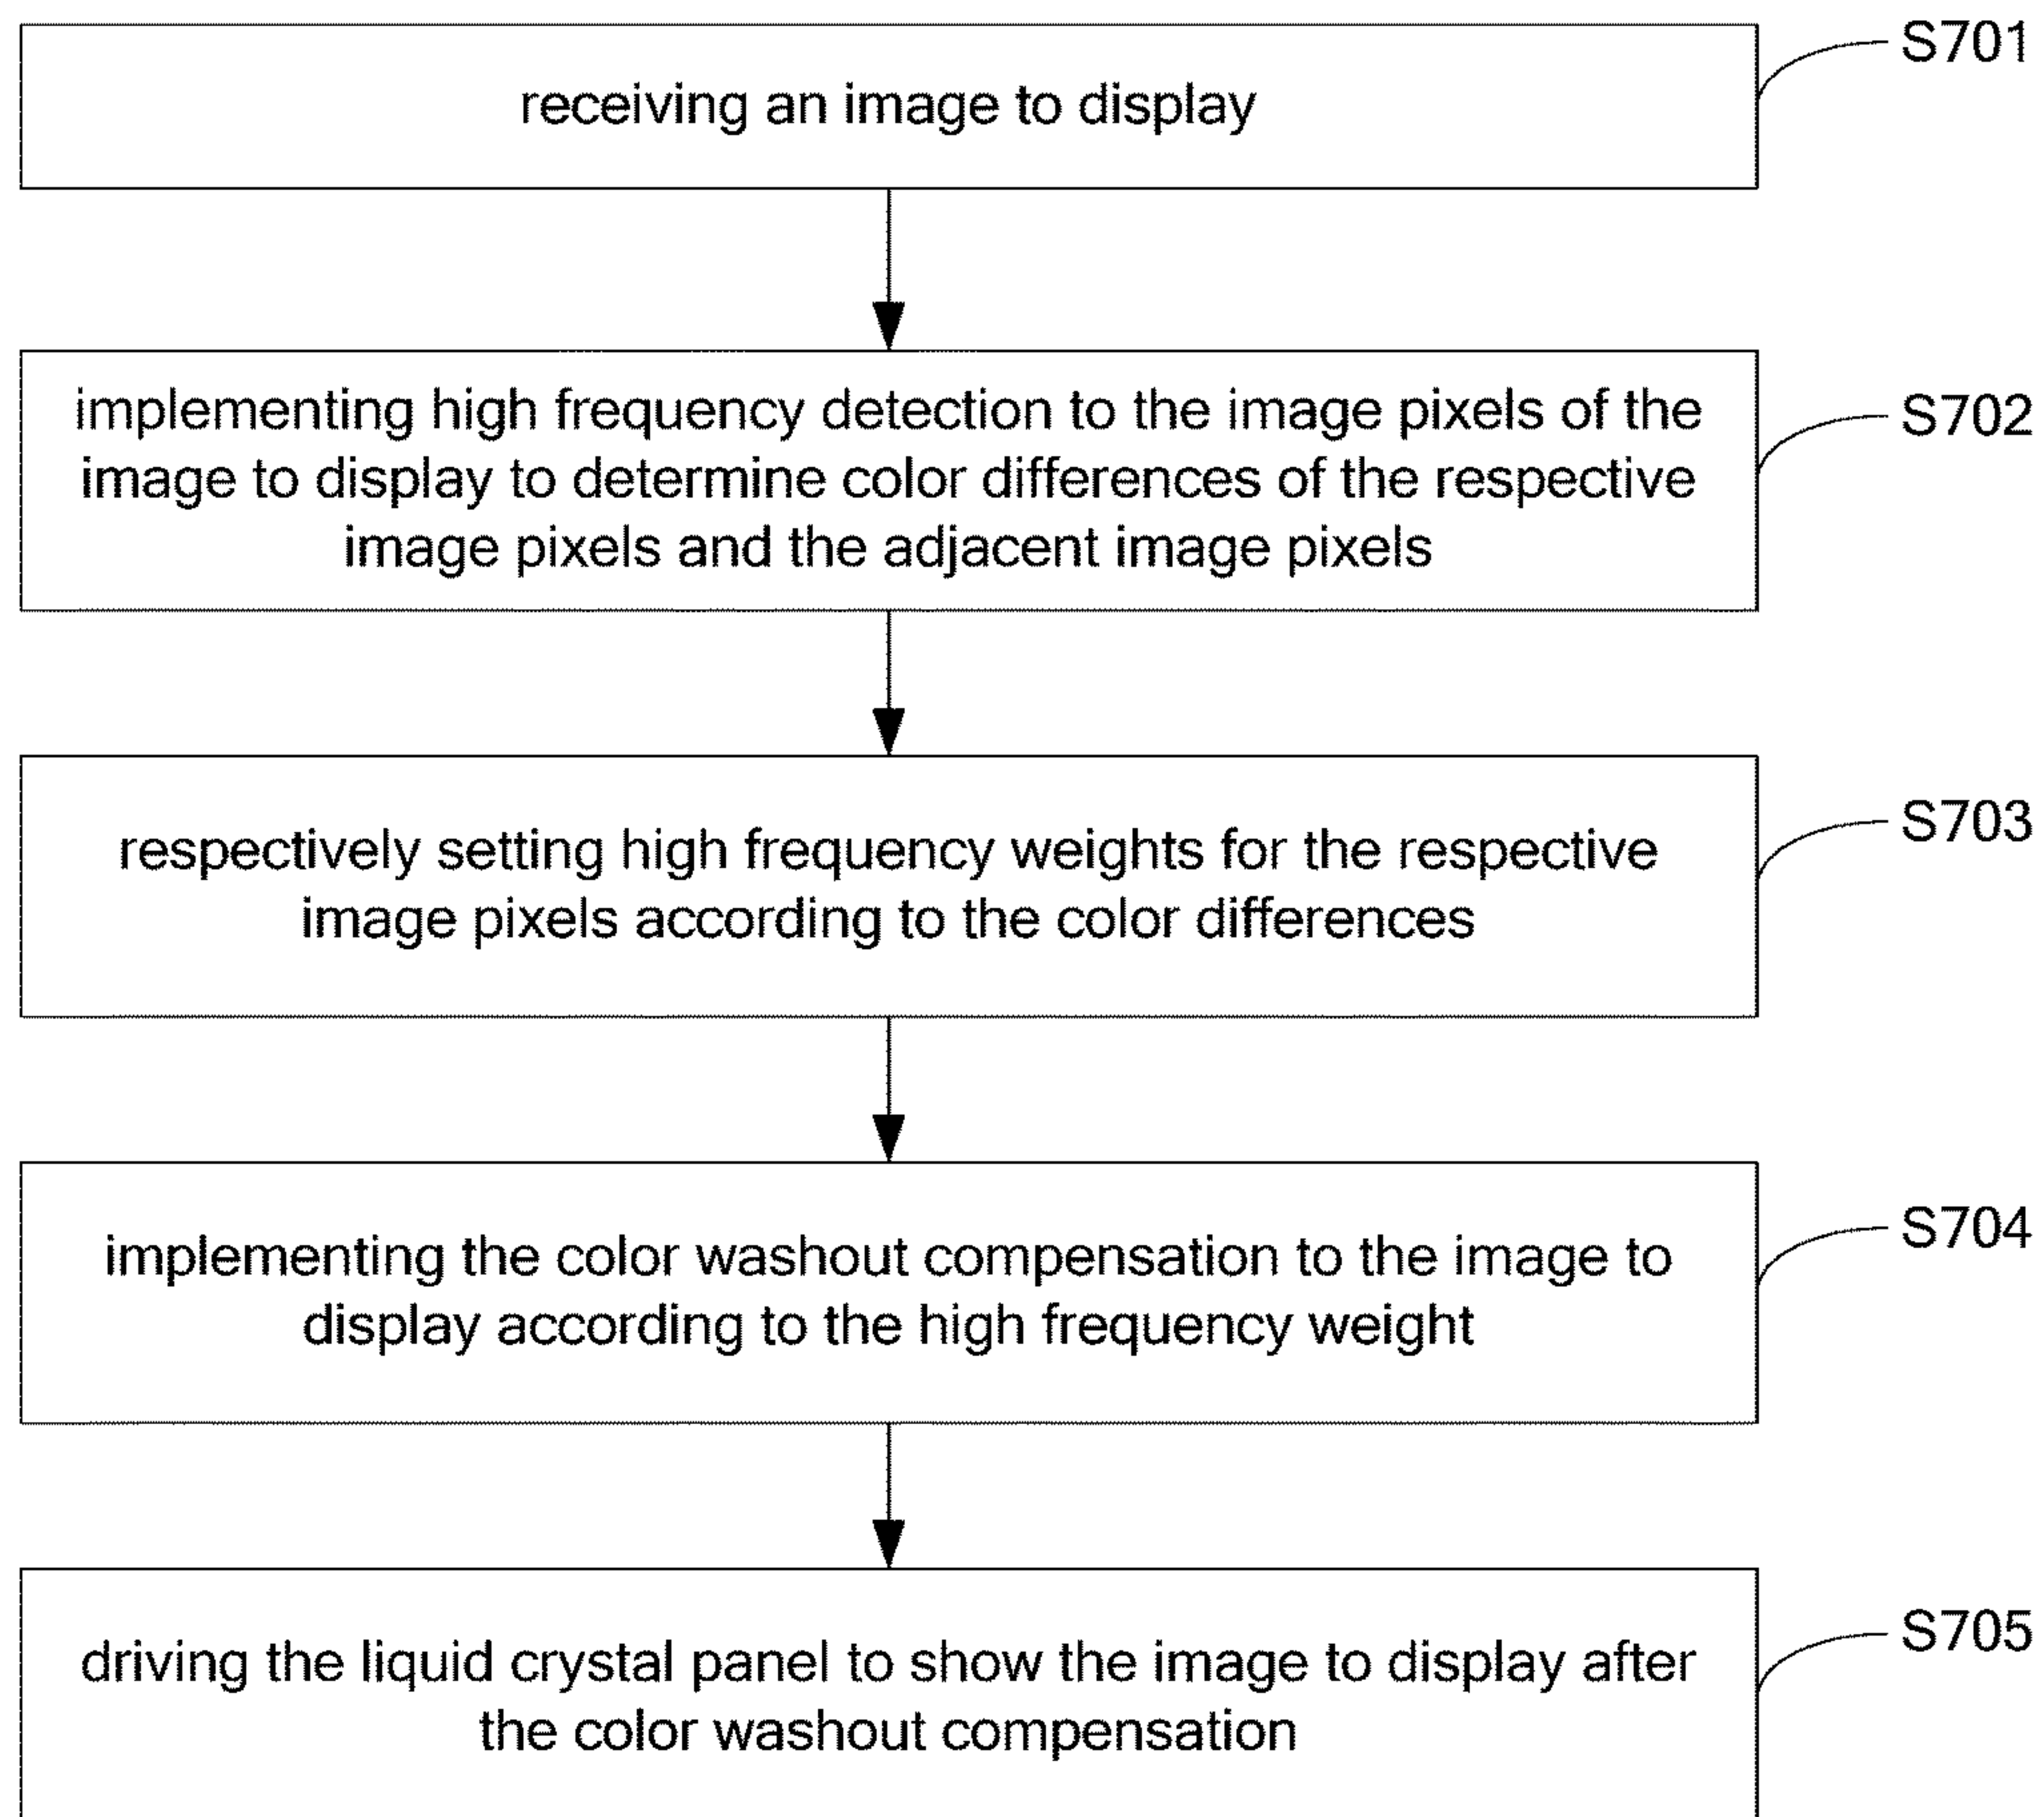 receiving an image to display
S701
implementing high frequency detection to the image pixels of the
image to display to determine color differences of the respective
image pixels and the adjacent image pixels
S702
respectively setting high frequency weights for the respective
image pixels according to the color differences
S703
implementing the color washout compensation to the image to
display according to the high frequency weight
S704
driving the liquid crystal panel to show the image to display after
the color washout compensation
S705